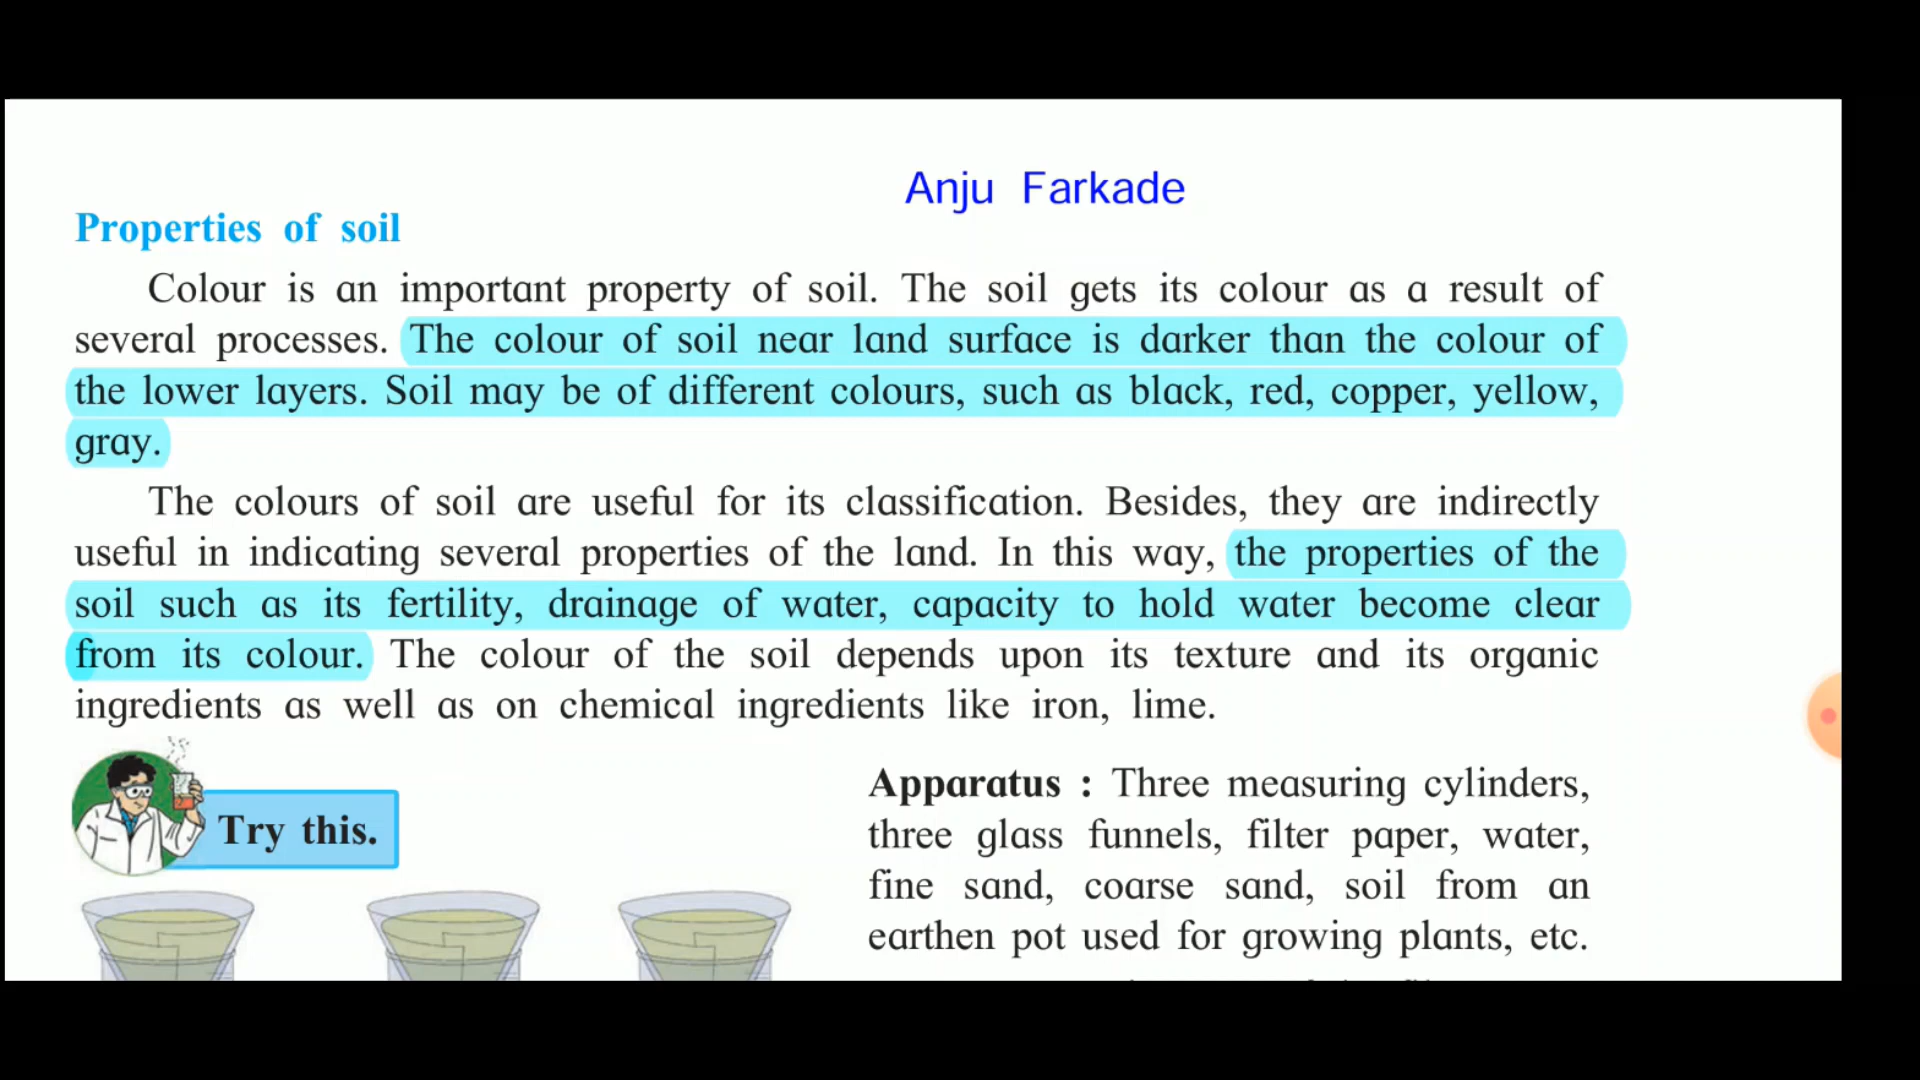 Anju Farkade
Properties of soil
Colour is an important property of soil. The soil gets its colour as a result of
several processes. The colour of soil near land surface is darker than the colour of
the lower layers. Soil may be of different colours, such as black, red, copper, yellow,
gray.
The colours of soil are useful for its classification. Besides, they are indirectly
useful in indicating several properties of the land. In this way, the properties of the
soil such as its fertility, drainage of water, capacity to hold water become clear
from its colour. The colour of the soil depends upon its texture and its organic
ingredients as well as on chemical ingredients like iron, lime.
Try this.
Apparatus : Three measuring cylinders,
three glass funnels, filter paper, water,
fine sand, coarse sand, soil from an
earthen pot used for growing plants, etc.